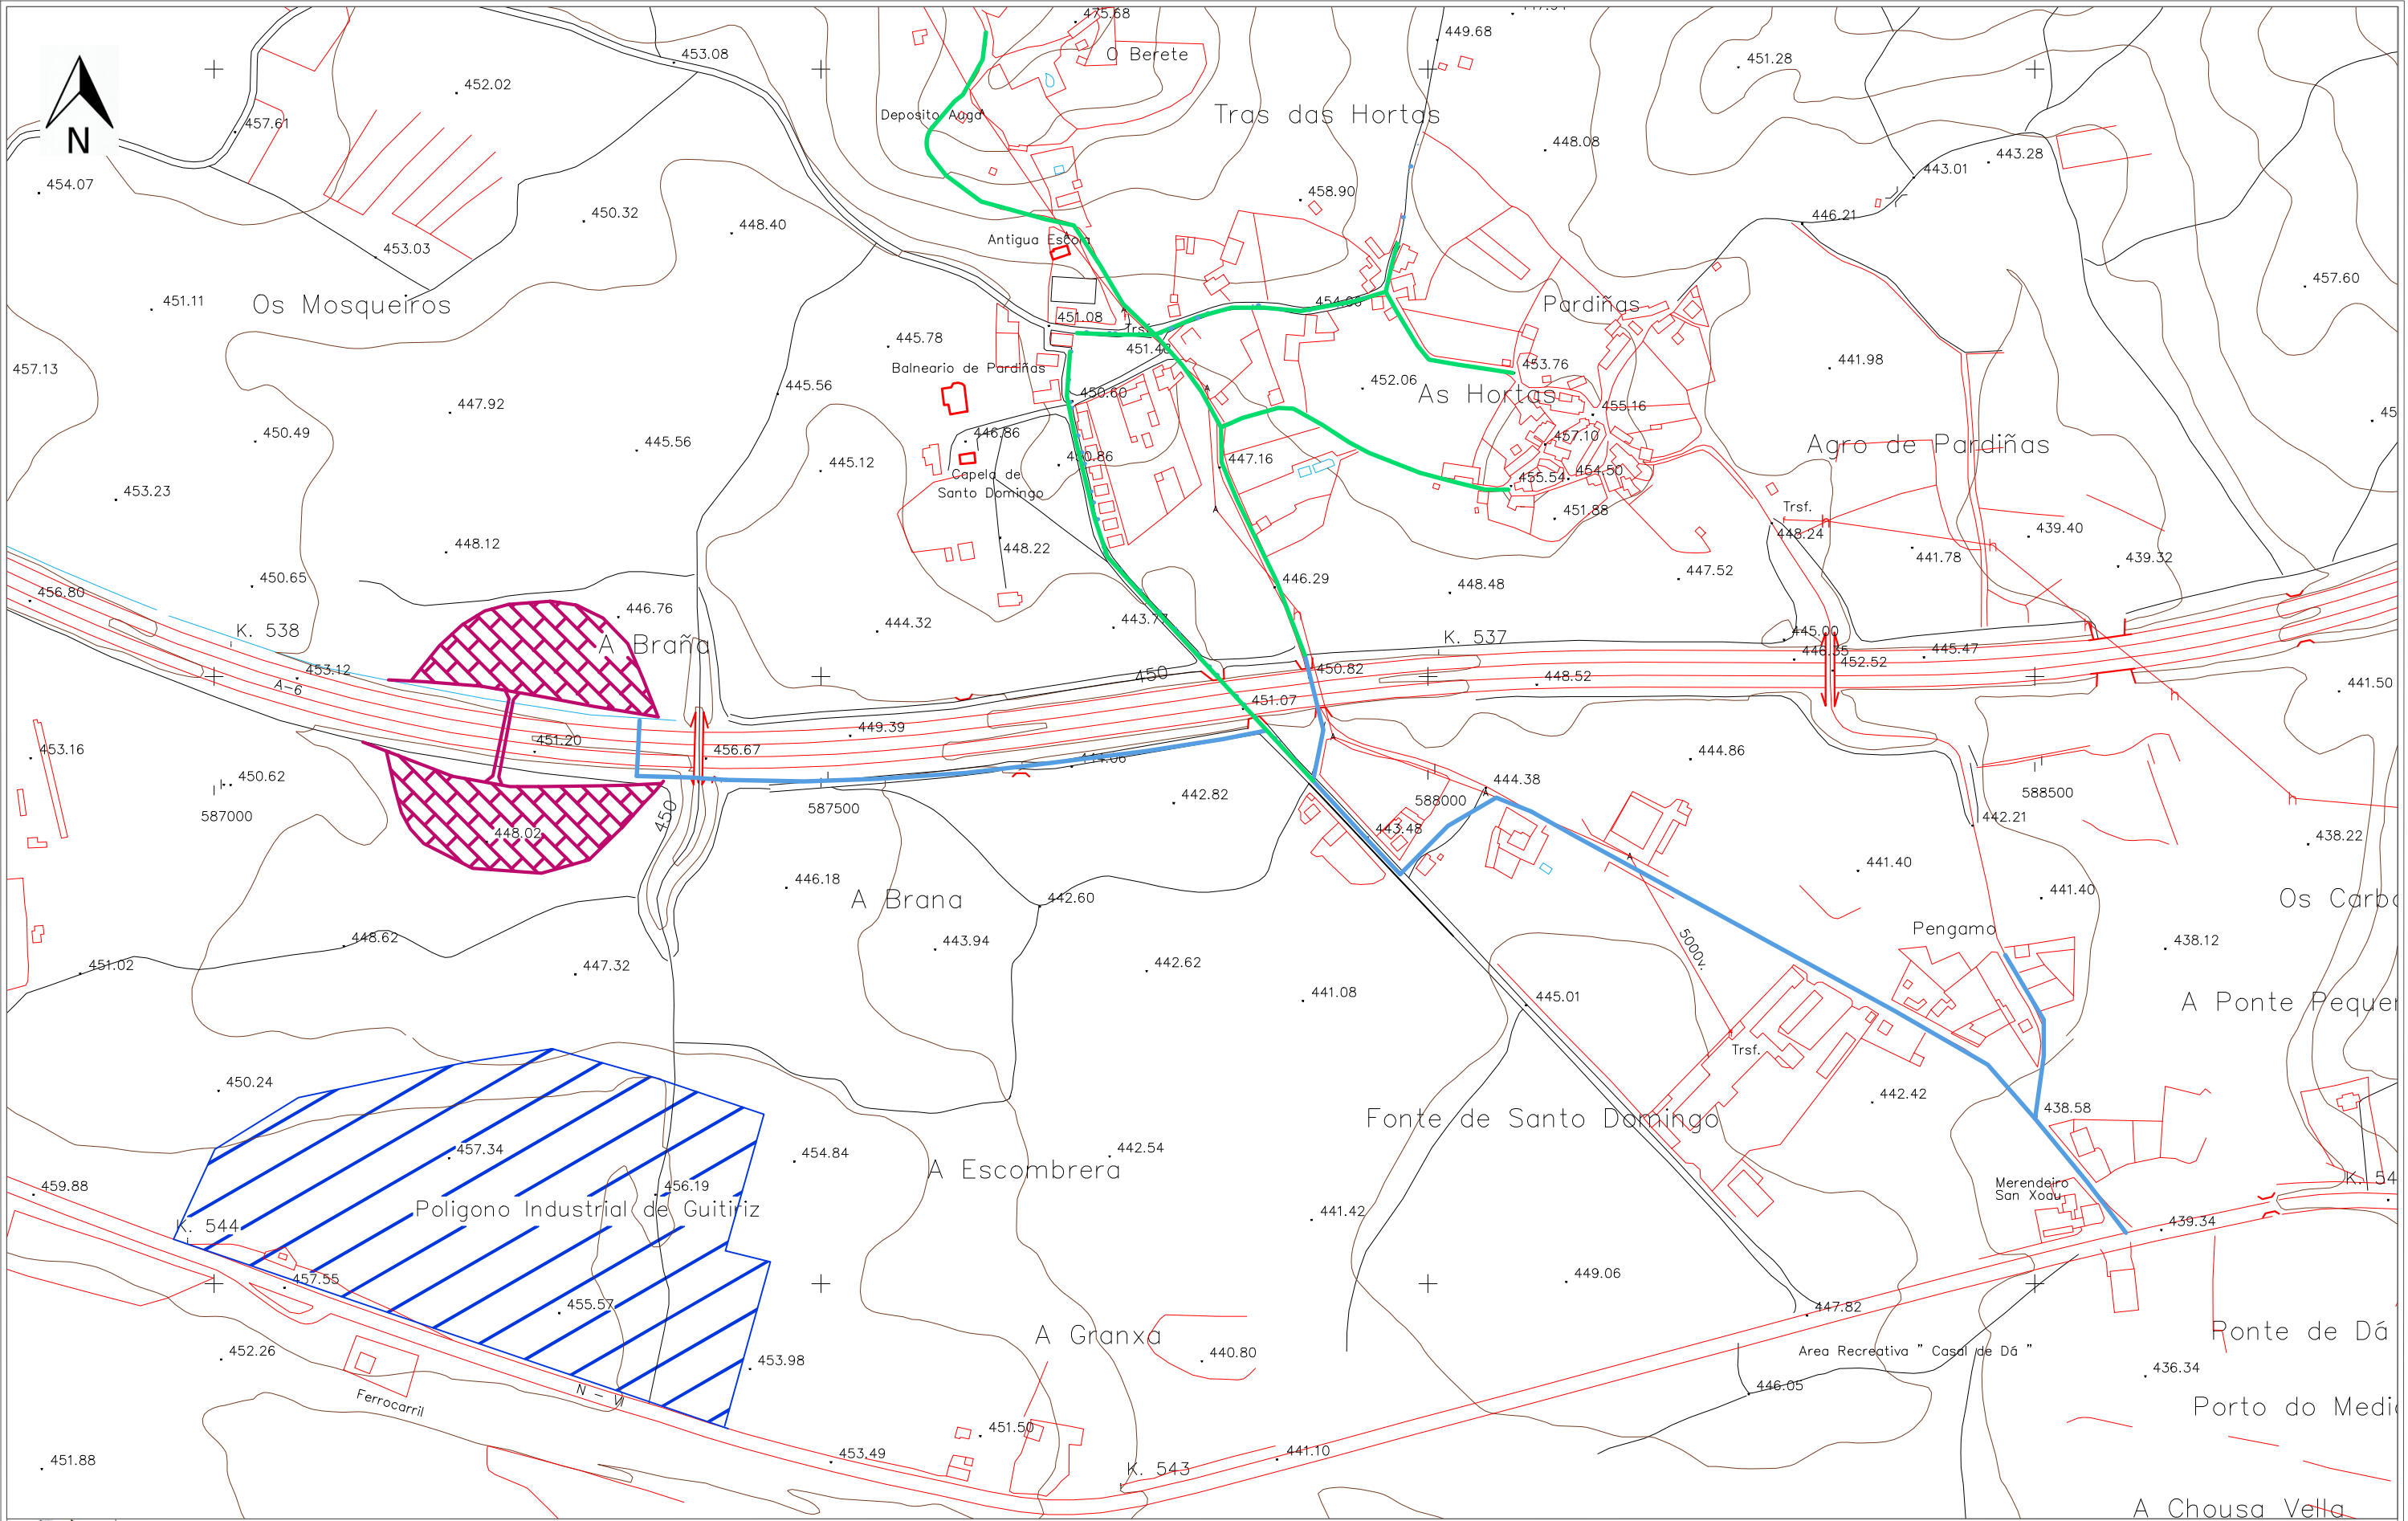 475.68
449.68
453.08
O Berete
451.28
452.02
Deposito Auga
Tras das Hortas
457.61
N
448.08
443.28
443.01
454.07
458.90
450.32
448.40
446.21
453.03
Antigua Escola
457.60
451.11
Os Mosqueiros
Pardiñas
451.08
Trsf.
445.78
457.13
Balneario de Pardiñas
453.76
441.98
445.56
452.06
As Hortas
450.60
447.92
455.16
450.49
446.86
445.56
457.10
Agro de Pardiñas
445.12
447.16
Capela de
Santo Domingo
455.54
454.50
453.23
451.88
Trsf.
448.24
439.40
448.12
448.22
441.78
439.32
450.65
446.29
448.48
447.52
456.80
446.76
443.77
444.32
K. 538
A Braña
K. 537
445.00
446.35
445.47
452.52
453.12
A-6
450
450.82
448.52
441.50
451.07
449.39
451.20
453.16
456.67
444.86
450.62
444.38
587000
587500
442.82
588000
588500
450
448.02
443.48
442.21
438.22
446.18
441.40
441.40
A Brana
442.60
Os Carbo
Pengamo
448.62
443.94
5000v.
438.12
451.02
447.32
442.62
441.08
445.01
A Ponte Pequer
Trsf.
450.24
442.42
438.58
Fonte de Santo Domingo
457.34
454.84
442.54
A Escombrera
459.88
456.19
Merendeiro
San Xoau
K. 54
Poligono Industrial de Guitiriz
K. 544
441.42
439.34
457.55
449.06
455.57
447.82
A Granxa
Ponte de Dá
452.26
453.98
440.80
Area Recreativa " Casal de Dá "
436.34
N - VI
446.05
Ferrocarril
Porto do Medi
451.50
451.88
453.49
441.10
K. 543
A Chousa Vella